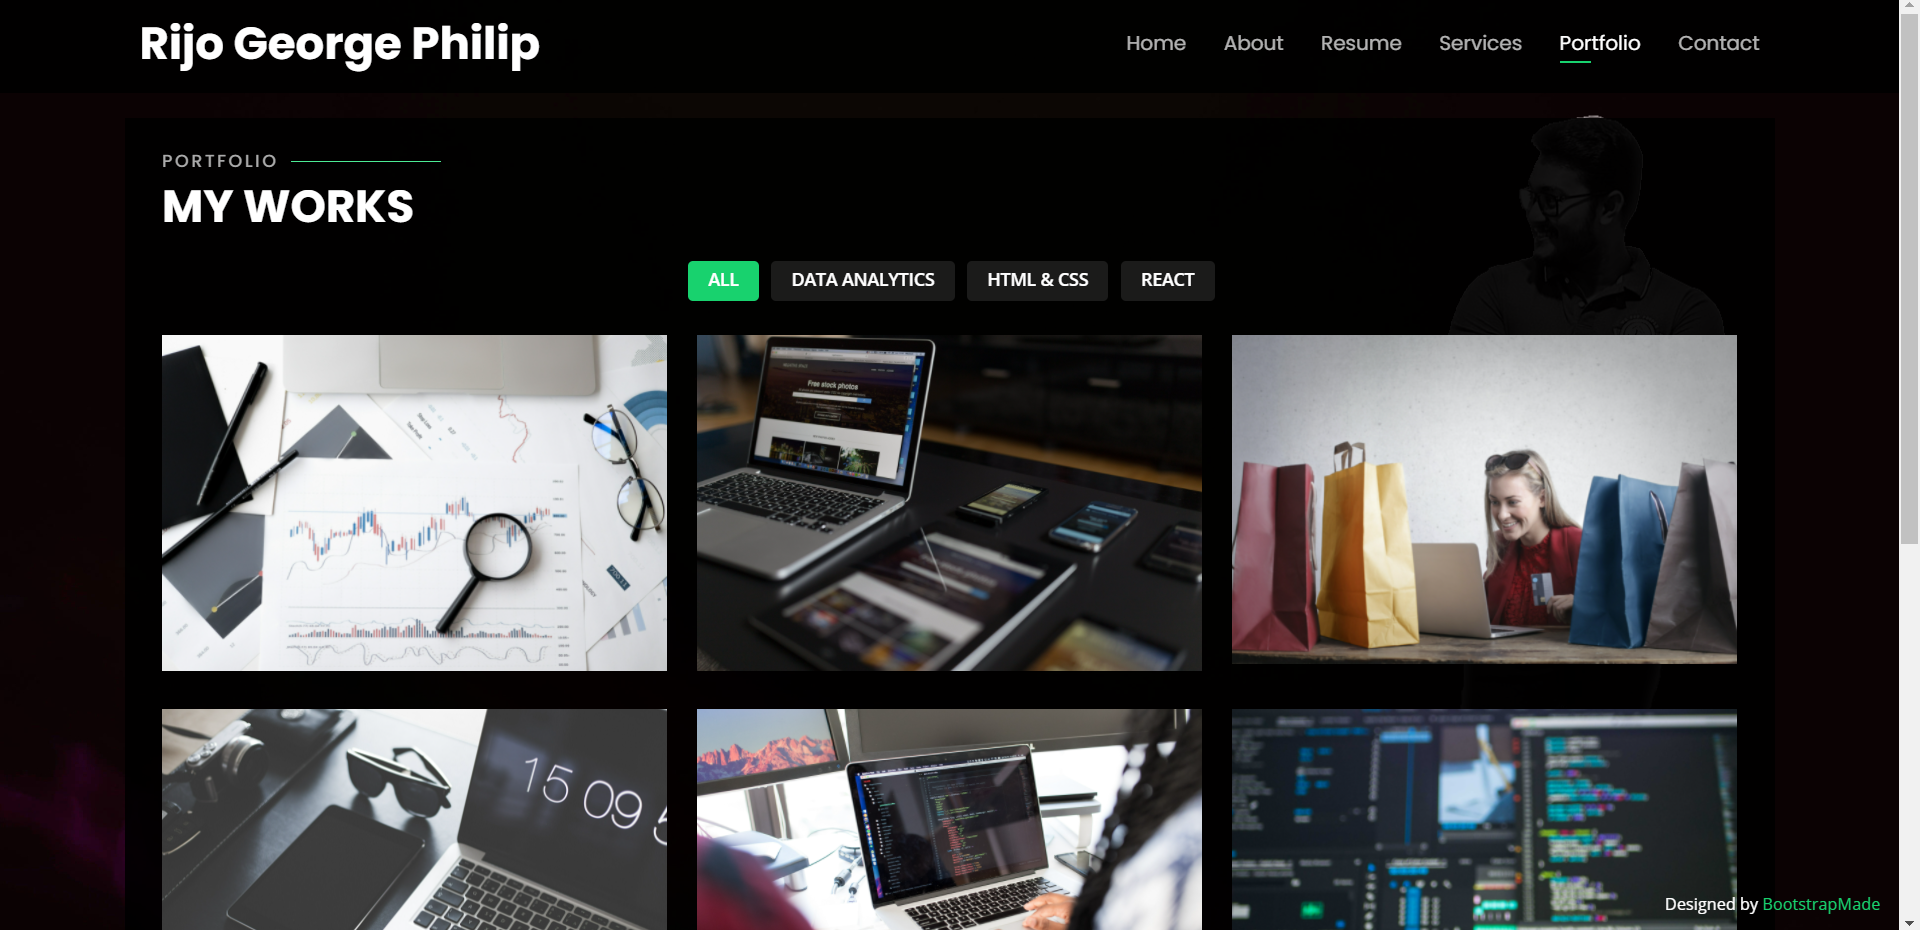 Rijo George Philip
Home
About
Resume
Services
Portfolio
Contact
PORTFOLIO
MY WORKS
ALL
DATA ANALYTICS
HTML & CSS
REACT
Free stock photos
15 09
Designed by BootstrapMade